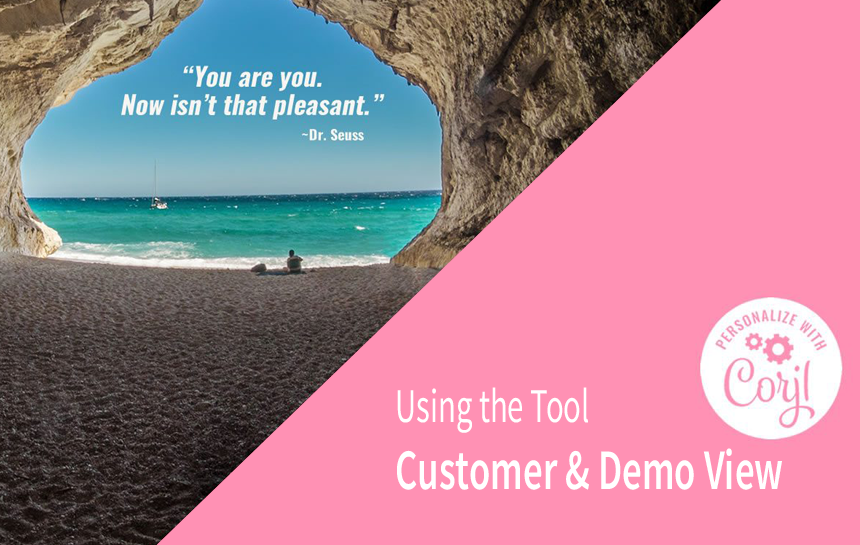 “You are you.
Now isn’t that pleasant.”
~Dr. Seuss
PERSONALIZE WITH
Corjl
Using the Tool
Customer & Demo View